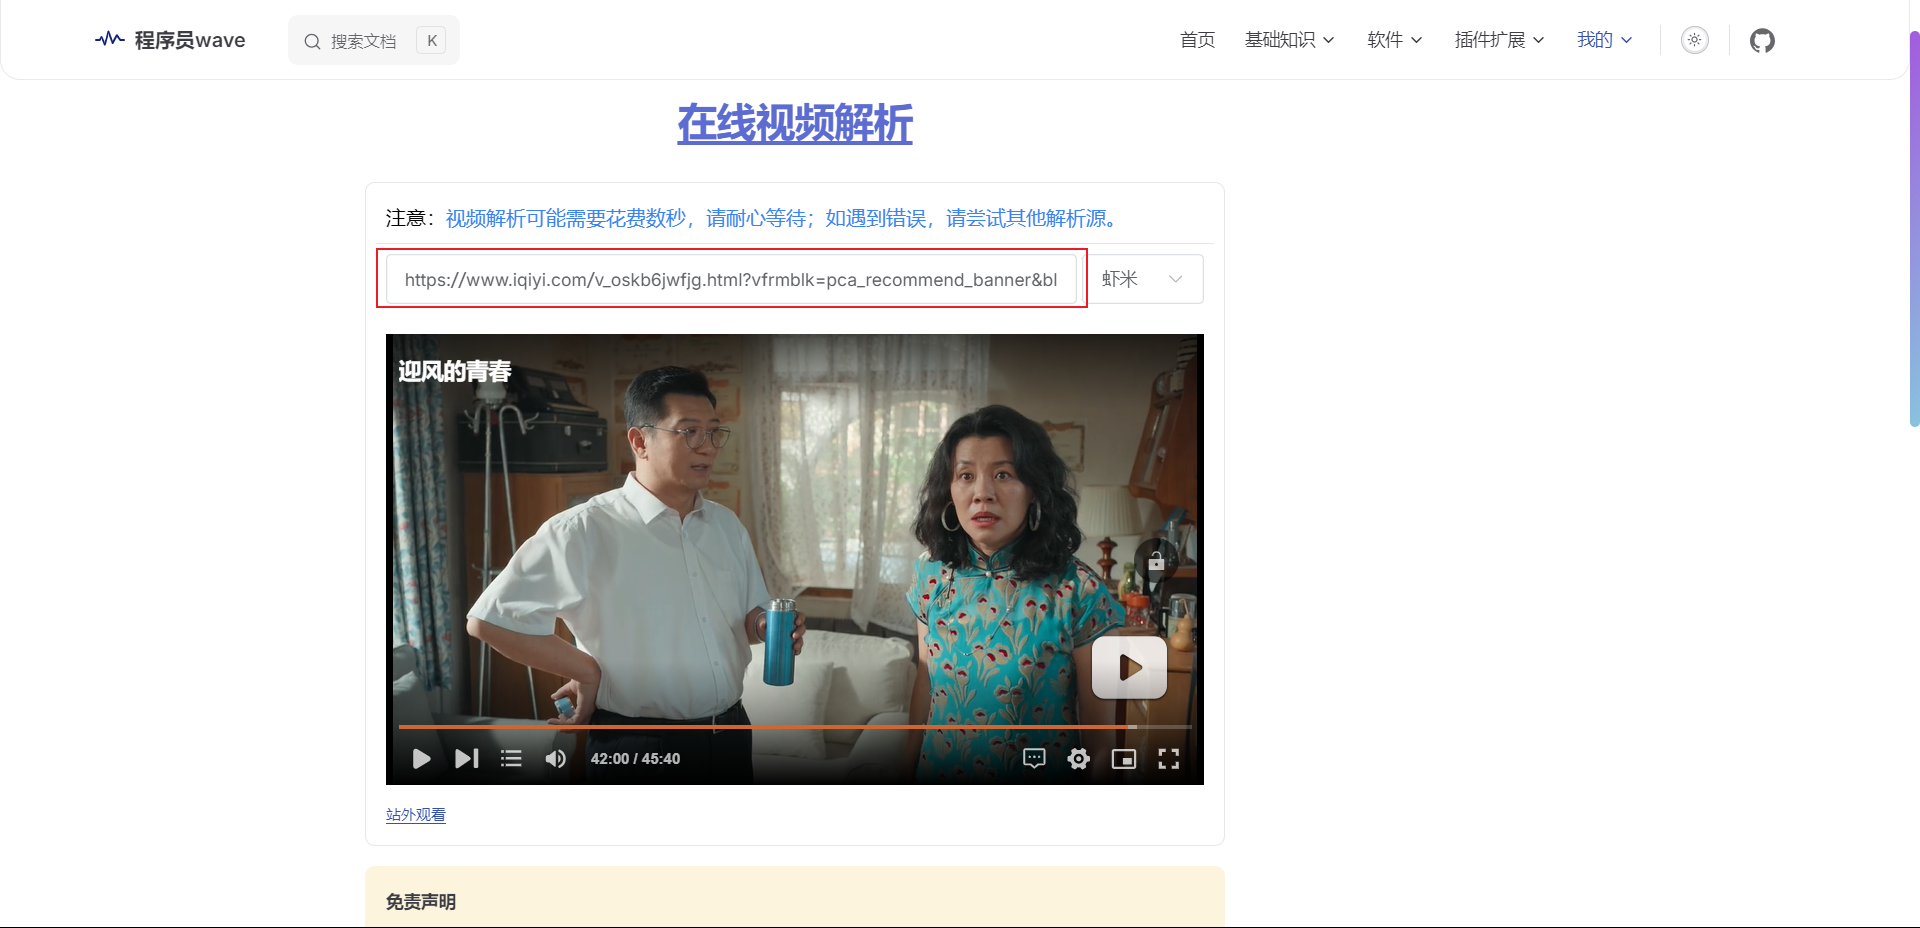 程序员wave
搜索文档 K
首页 基础知识 软件 插件扩展 我的
在线视频解析
注意：视频解析可能需要花费数秒，请耐心等待；如遇到错误，请尝试其他解析源。
https://www.iqiyi.com/v_oskb6jwfjg.html?vfrmblk=pca_recommend_banner&bl 虾米
迎风的青春
42:00 / 45:40
站外观看
免责声明